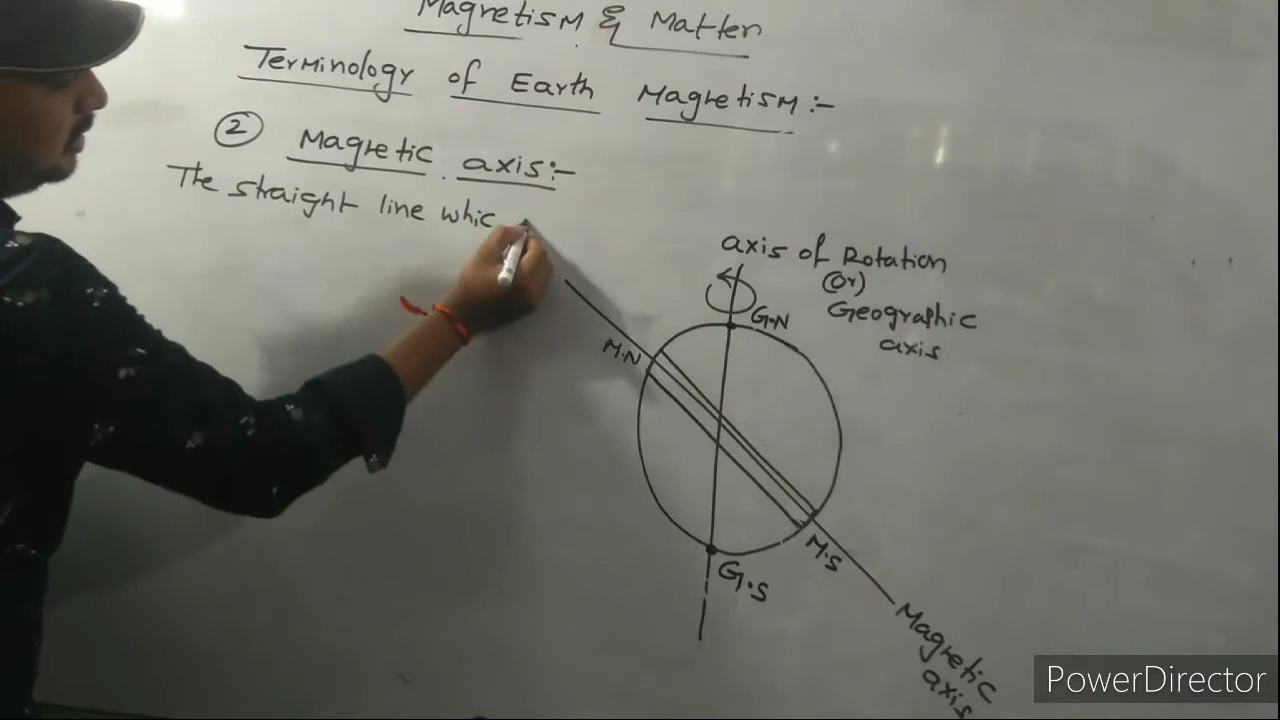 Magnetism & Matter
Terminology of Earth Magnetism:-
② Magnetic axis:-
The straight line whic
axis of Rotation
(Or)
Geographic
axis
G.N
M.N
M.S
G.S
Magnetic
axis
PowerDirector